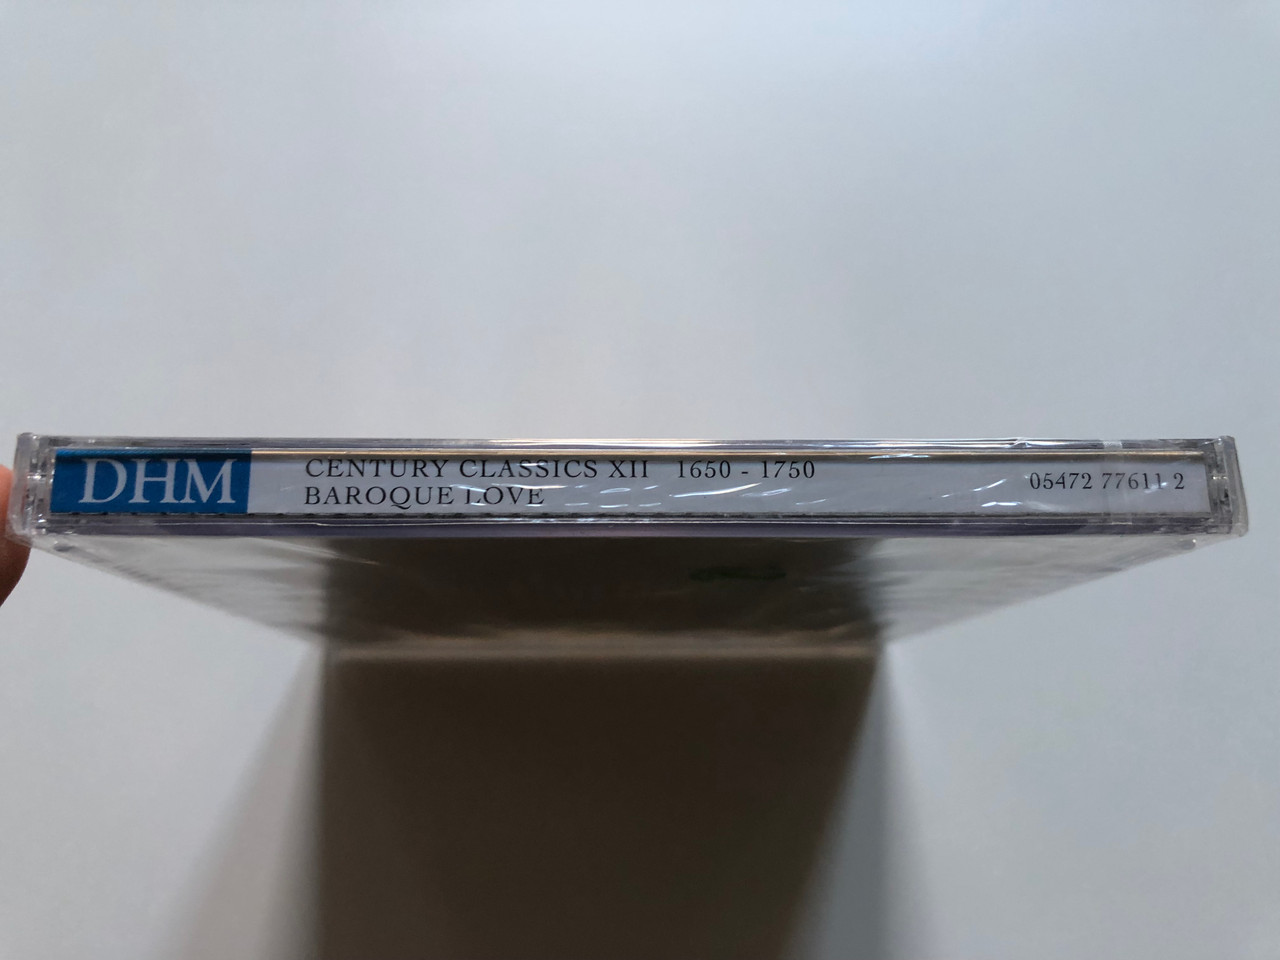 DHM
CENTURY CLASSICS XII 1650 - 1750
BAROQUE LOVE
05472 77611 2